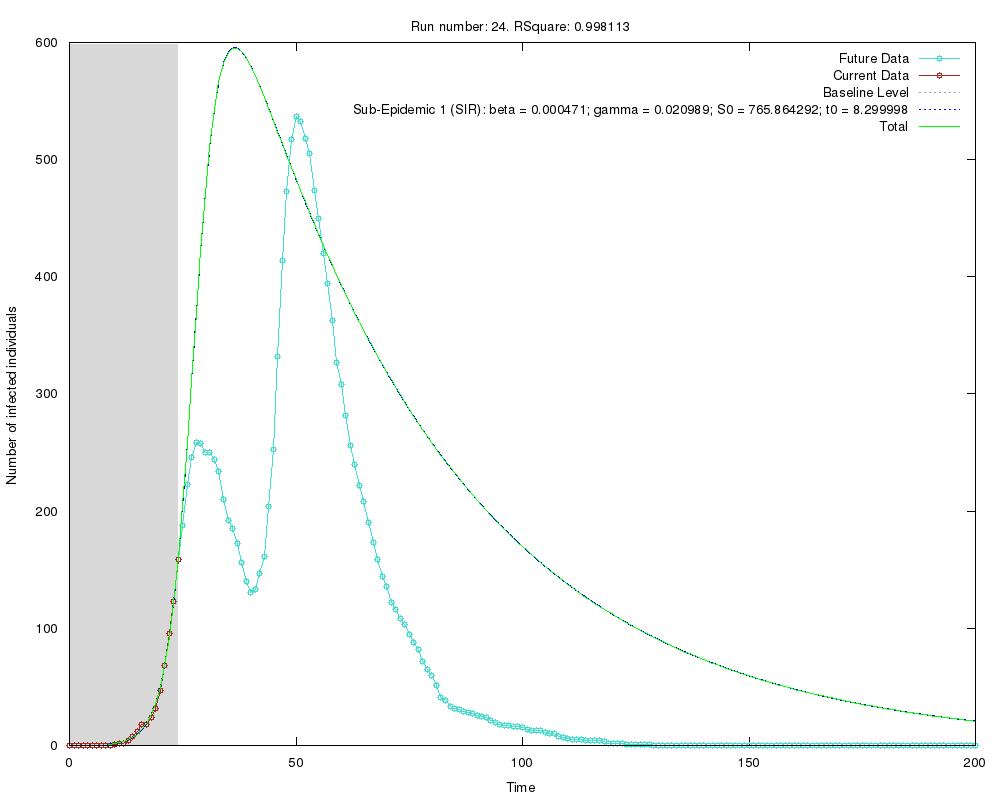 Run number: 24. RSquare: 0.998113
Future Data
Current Data
Baseline Level
Sub-Epidemic 1 (SIR): beta = 0.000471; gamma = 0.020989; S0 = 765.864292; t0 = 8.299998
Total
600
500
400
300
200
100
0
Number of infected individuals
0 50 100 150 200
Time